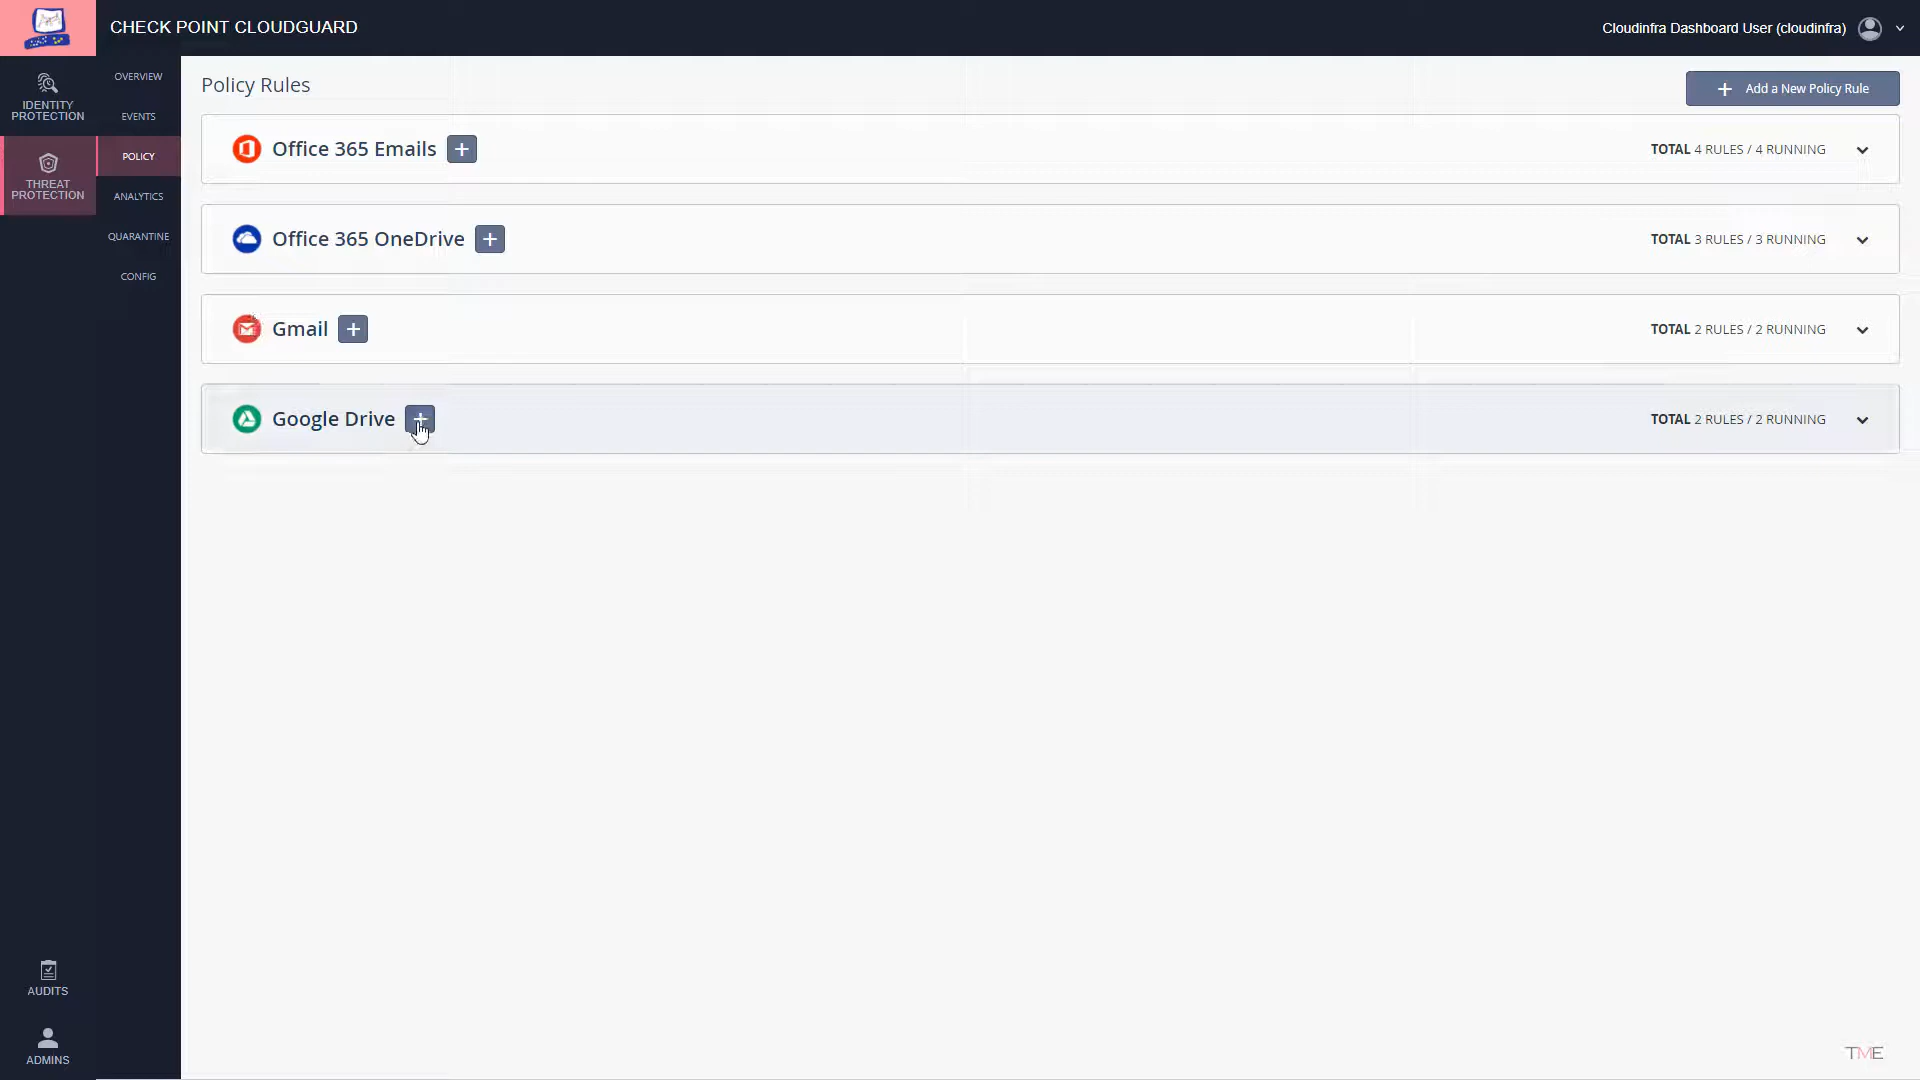 CHECK POINT CLOUDGUARD
Cloudinfra Dashboard User (cloudinfra)
IDENTITY
PROTECTION
THREAT
PROTECTION
AUDITS
ADMINS
OVERVIEW
EVENTS
POLICY
ANALYTICS
QUARANTINE
CONFIG
Policy Rules
Add a New Policy Rule
Office 365 Emails
TOTAL 4 RULES / 4 RUNNING
Office 365 OneDrive
TOTAL 3 RULES / 3 RUNNING
Gmail
TOTAL 2 RULES / 2 RUNNING
Google Drive
TOTAL 2 RULES / 2 RUNNING
TME